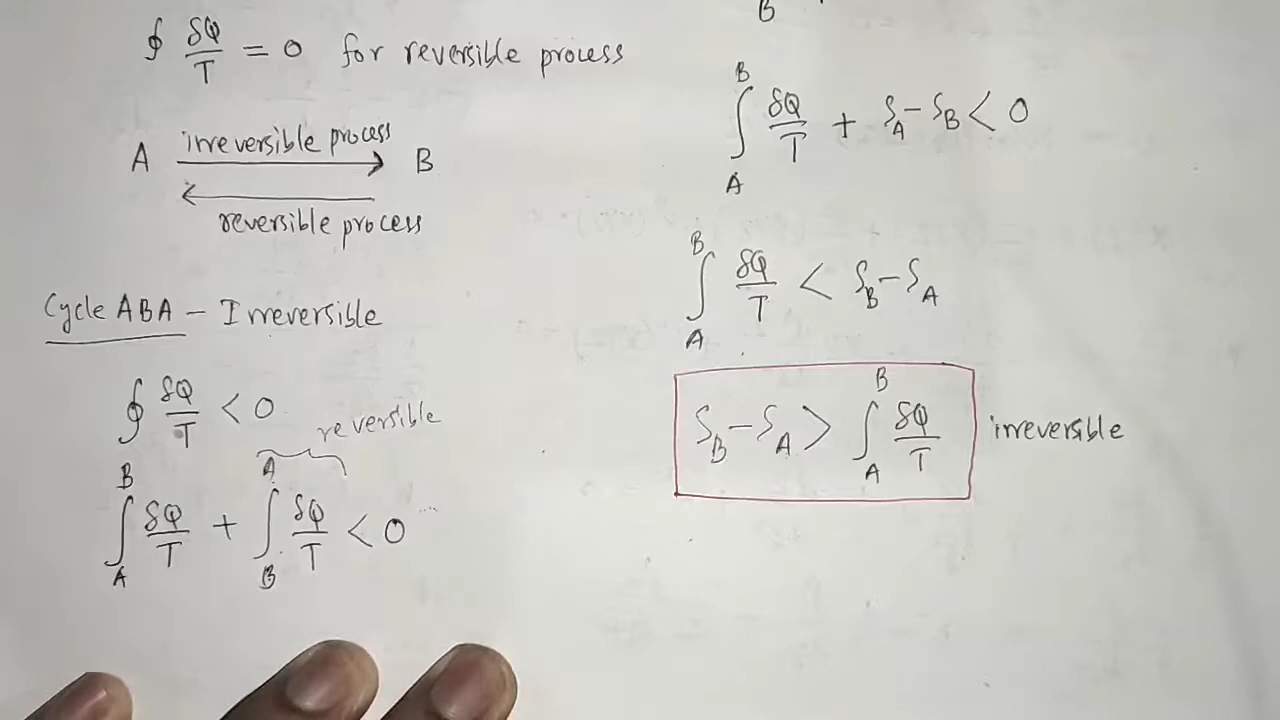 ∮ δQ/T = 0 for reversible process
A irreversible process B
reversible process
Cycle ABA - Irreversible
∮ δQ/T < 0
reversible
∫_A^B δQ/T + ∫_B^A δQ/T < 0
B
∫_A^B δQ/T + S_A - S_B < 0
∫_A^B δQ/T < S_B - S_A
S_B - S_A > ∫_A^B δQ/T irreversible